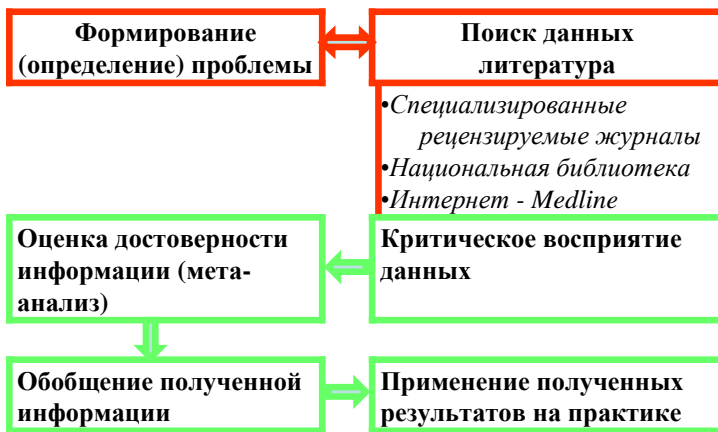 Формирование
(определение) проблемы
Поиск данных
литература
•Специализированные
рецензируемые журналы
•Национальная библиотека
•Интернет - Medline
Критическое восприятие
данных
Оценка достоверности
информации (мета-
анализ)
Обобщение полученной
информации
Применение полученных
результатов на практике